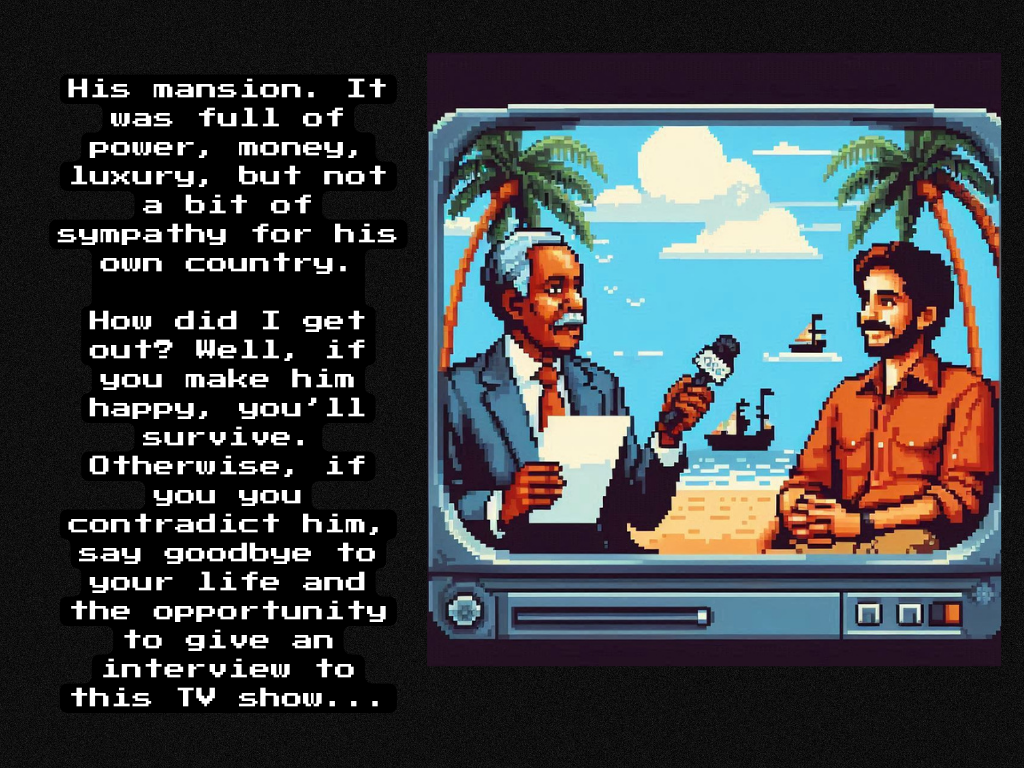 His mansion. It
was full of
power, money,
luxury, but not
a bit of
sympathy for his
own country.
How did I get
out? Well, if
you make him
happy, you'll
survive.
Otherwise, if
you you
contradict him,
say goodbye to
your life and
the opportunity
to give an
interview to
this TV show...